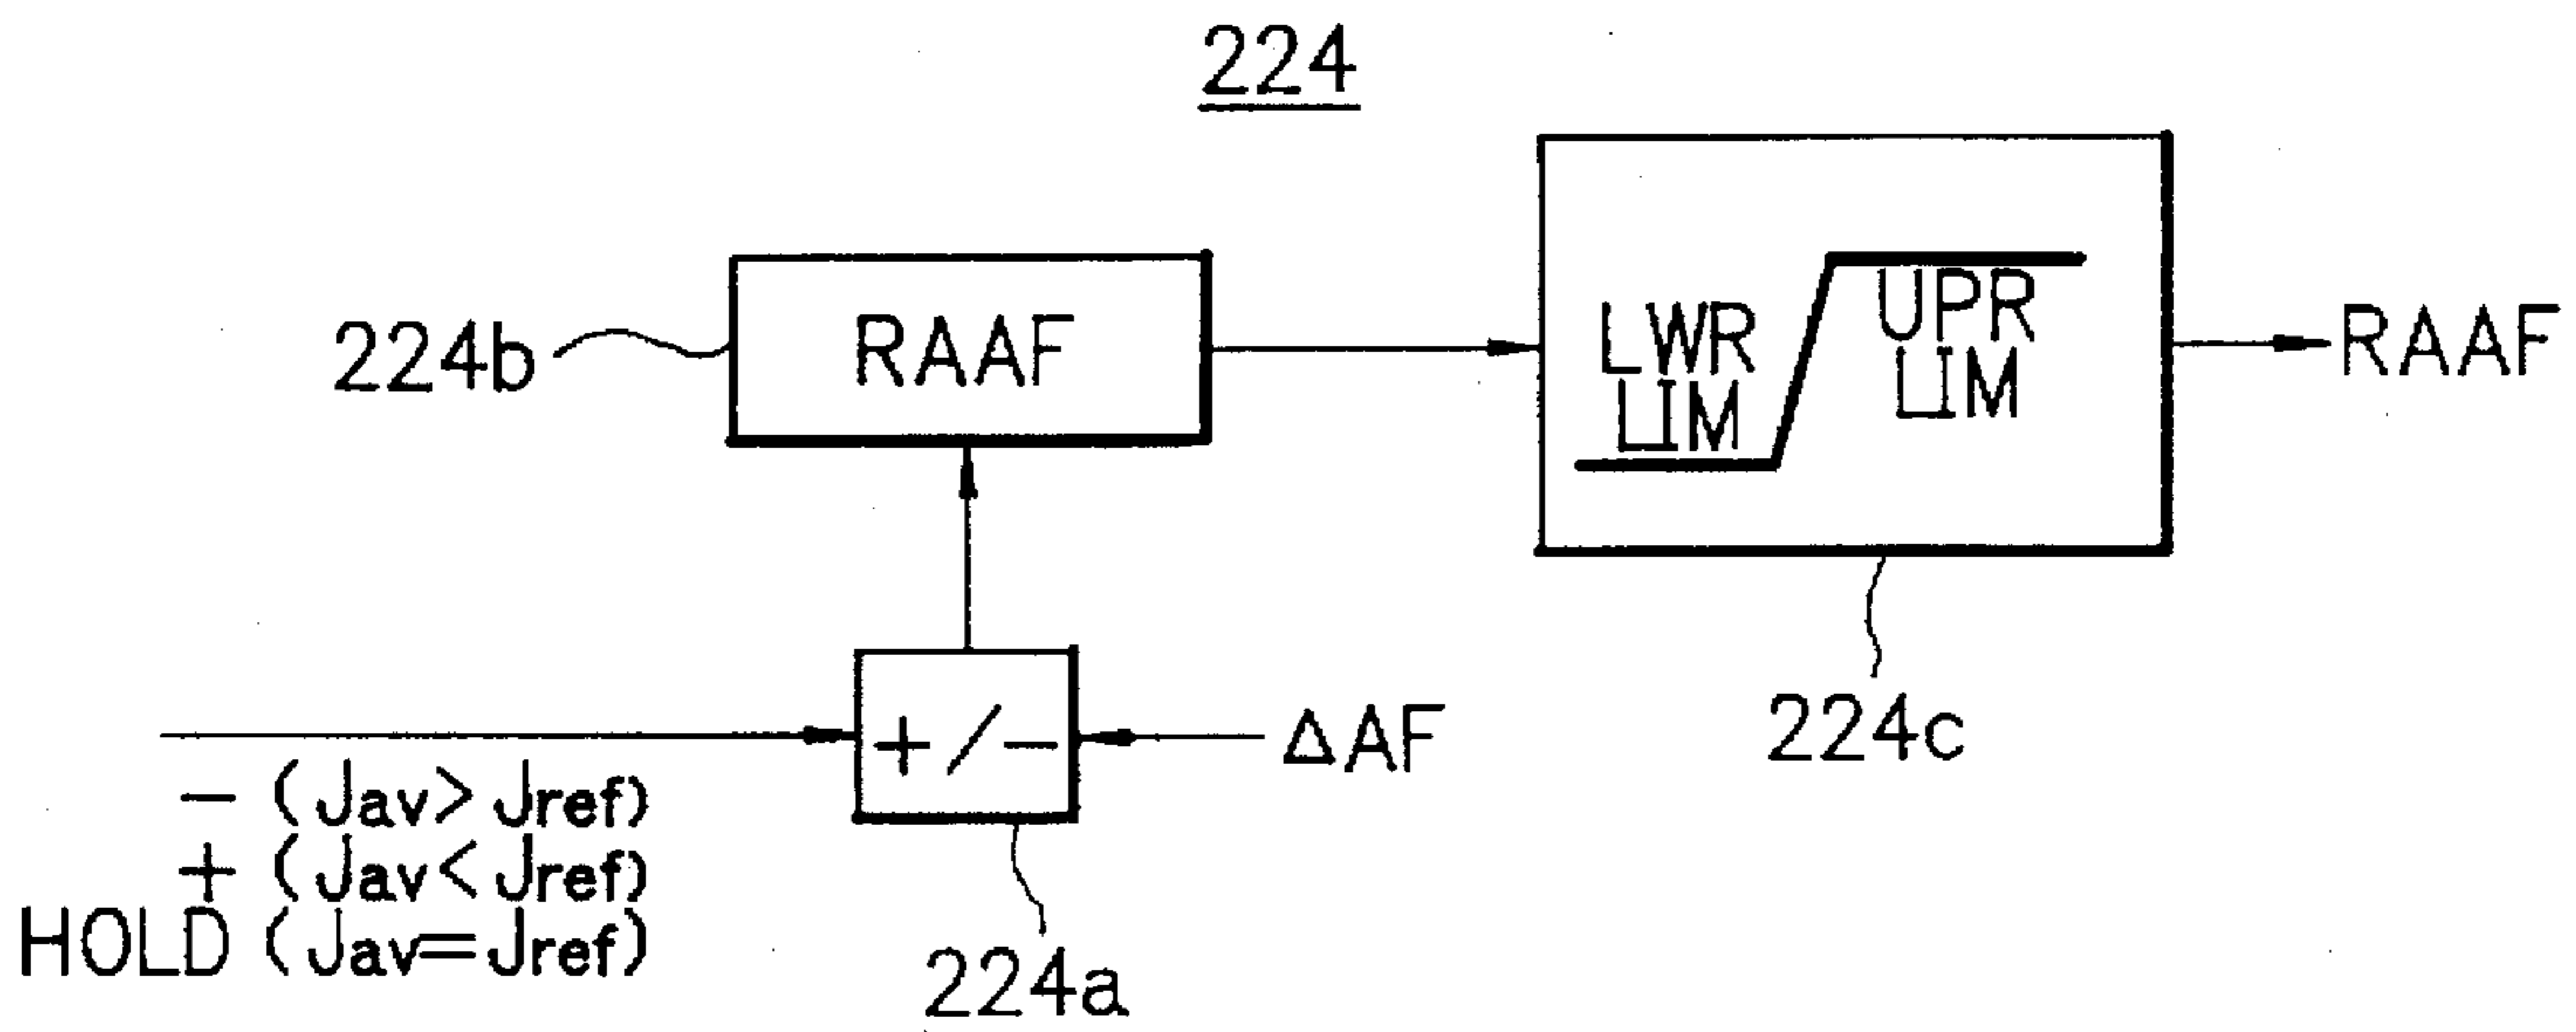 224
224b
RAAF
LWR
LIM
UPR
LIM
RAAF
+/-
ΔAF
224c
- (Jav>Jref)
+ (Jav<Jref)
HOLD (Jav=Jref)
224a